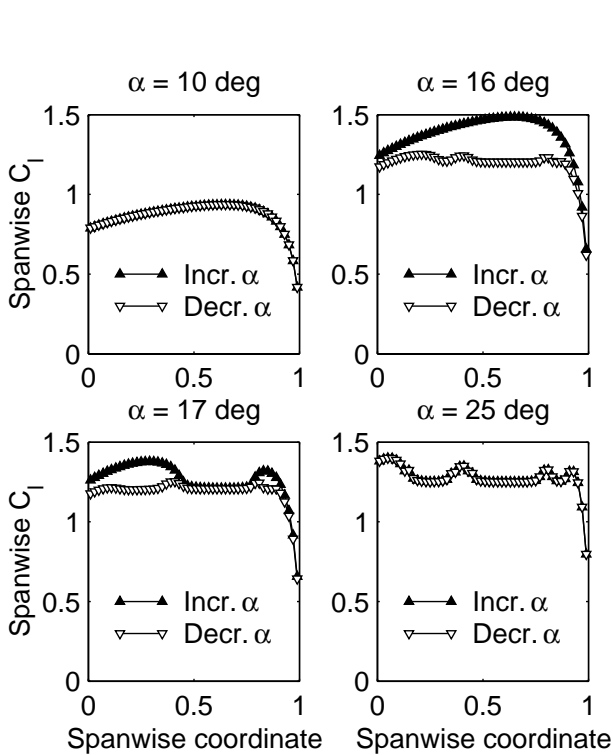 α = 10 deg
α = 16 deg
Spanwise C_l
1.5
1
0.5
0
Incr. α
Decr. α
0
0.5
1
1.5
1
0.5
0
Incr. α
Decr. α
0
0.5
1
α = 17 deg
α = 25 deg
Spanwise C_l
1.5
1
0.5
0
Incr. α
Decr. α
0
0.5
1
Spanwise coordinate
1.5
1
0.5
0
Incr. α
Decr. α
0
0.5
1
Spanwise coordinate